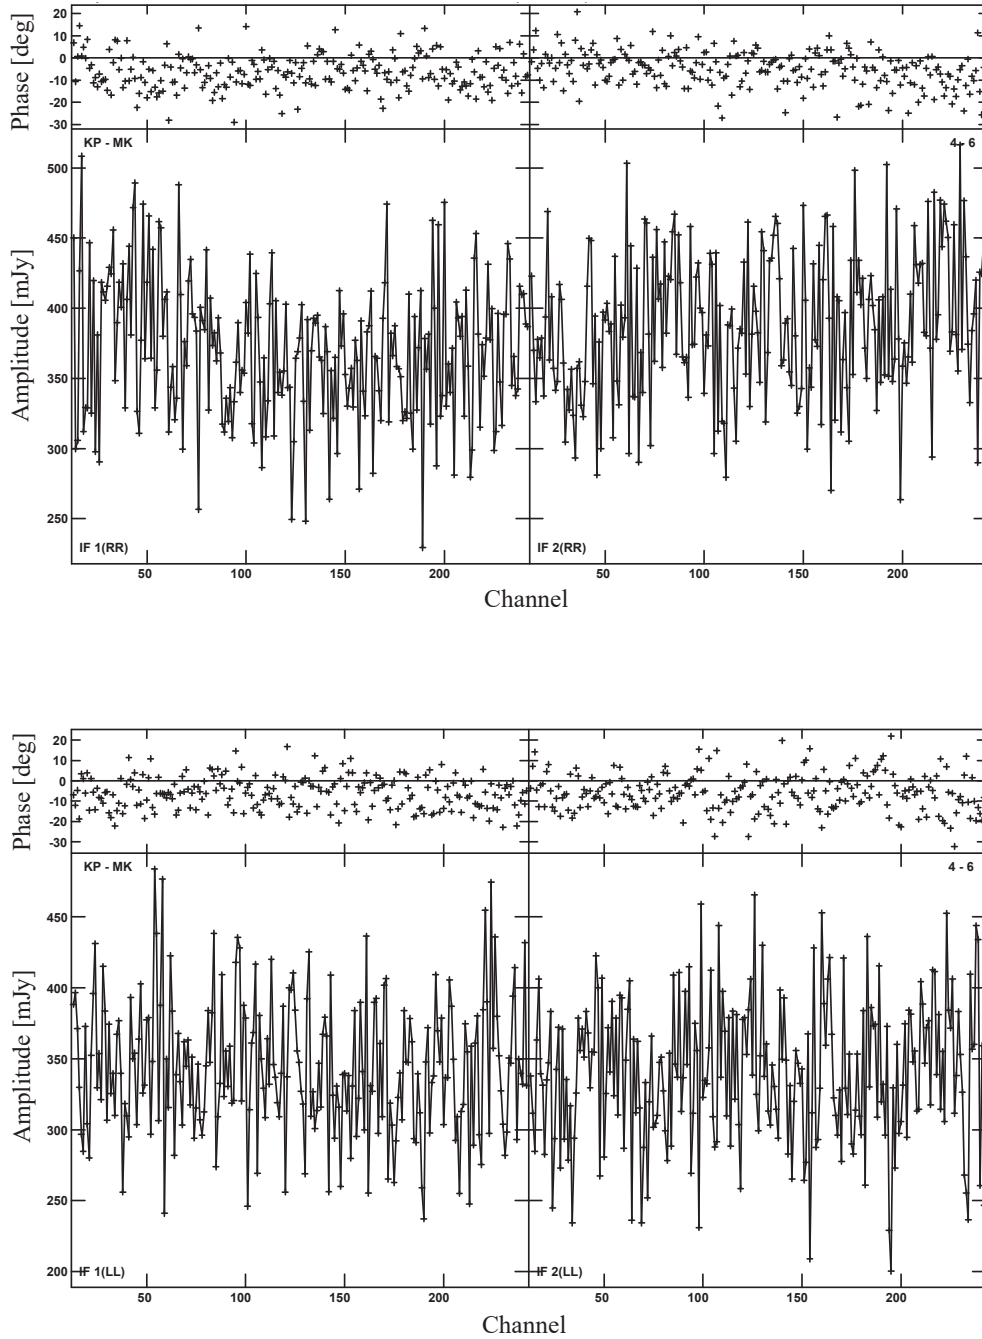 20
10
0
-10
-20
-30
Phase [deg]
KP - MK
4 - 6
500
450
400
350
300
250
Amplitude [mJy]
IF 1(RR)
IF 2(RR)
50 100 150 200 50 100 150 200
Channel
20
10
0
-10
-20
-30
Phase [deg]
KP - MK
4 - 6
450
400
350
300
250
200
Amplitude [mJy]
IF 1(LL)
IF 2(LL)
50 100 150 200 50 100 150 200
Channel